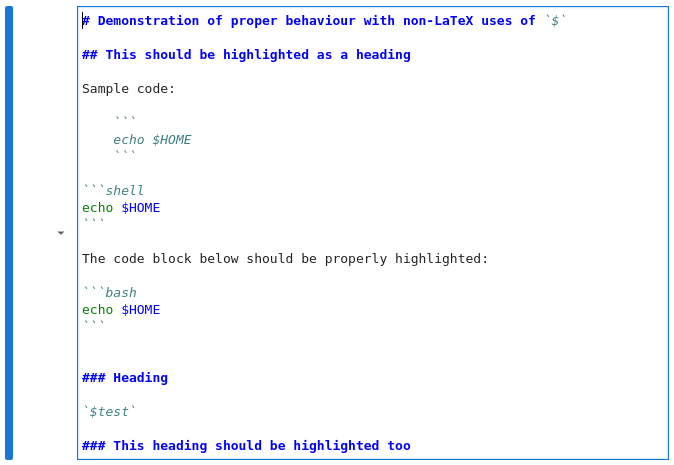 # Demonstration of proper behaviour with non-LaTeX uses of `$`
## This should be highlighted as a heading
Sample code:
```
echo $HOME
```
```shell
echo $HOME
```
The code block below should be properly highlighted:
```bash
echo $HOME
```
### Heading
`$test`
### This heading should be highlighted too